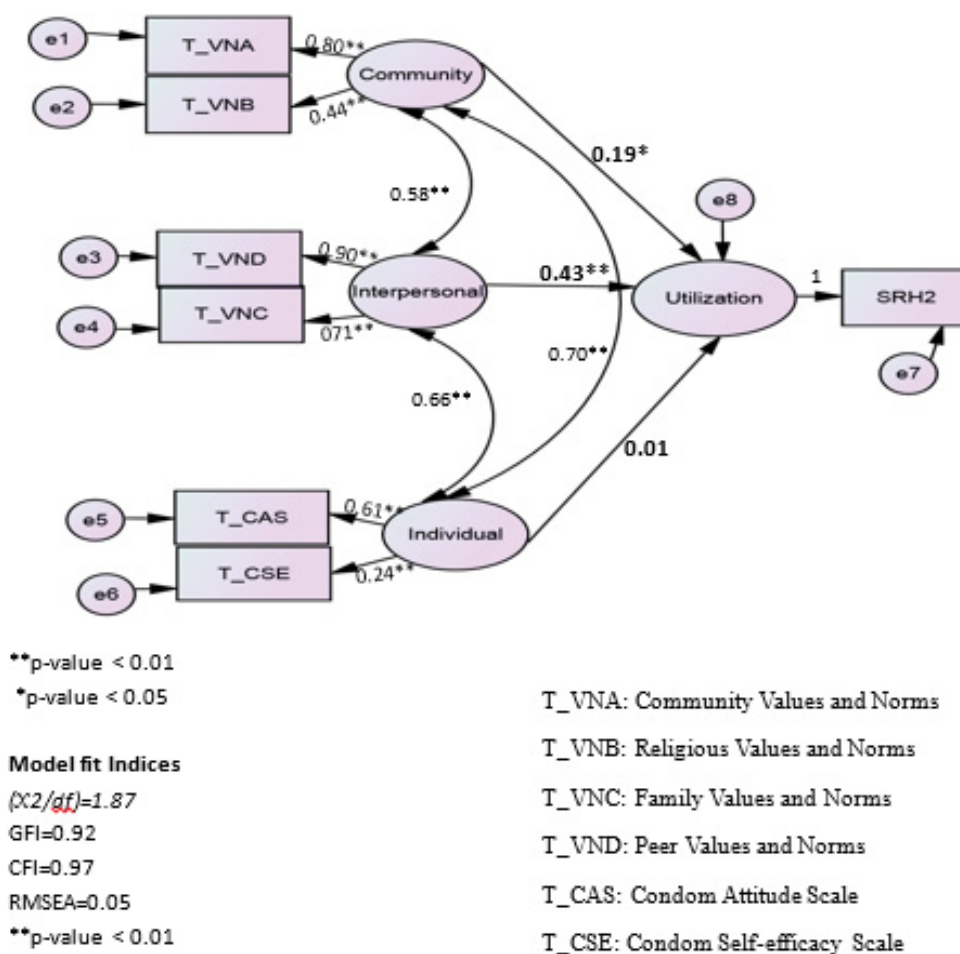 e1
T_VNA
0.80**
Community
e2
T_VNB
0.44**
0.19*
0.58**
e8
e3
T_VND
0.90**
Interpersonal
0.43**
Utilization
1
SRH2
e4
T_VNC
071**
0.70**
e7
0.66**
0.01
e5
T_CAS
0.61**
Individual
e6
T_CSE
0.24**
**p-value < 0.01
*p-value < 0.05
Model fit Indices
(X2/df)=1.87
GFI=0.92
CFI=0.97
RMSEA=0.05
**p-value < 0.01
T_VNA: Community Values and Norms
T_VNB: Religious Values and Norms
T_VNC: Family Values and Norms
T_VND: Peer Values and Norms
T_CAS: Condom Attitude Scale
T_CSE: Condom Self-efficacy Scale